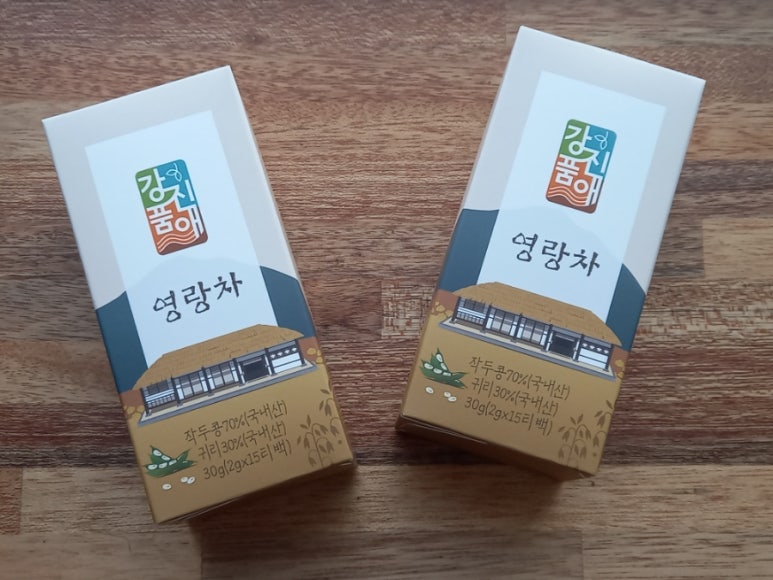 강진
품애
영랑차
작두콩70%(국내산)
귀리30%(국내산)
30g(2gx15티백)
강진
품애
영랑차
작두콩70%(국내산)
귀리30%(국내산)
30g(2gx15티백)